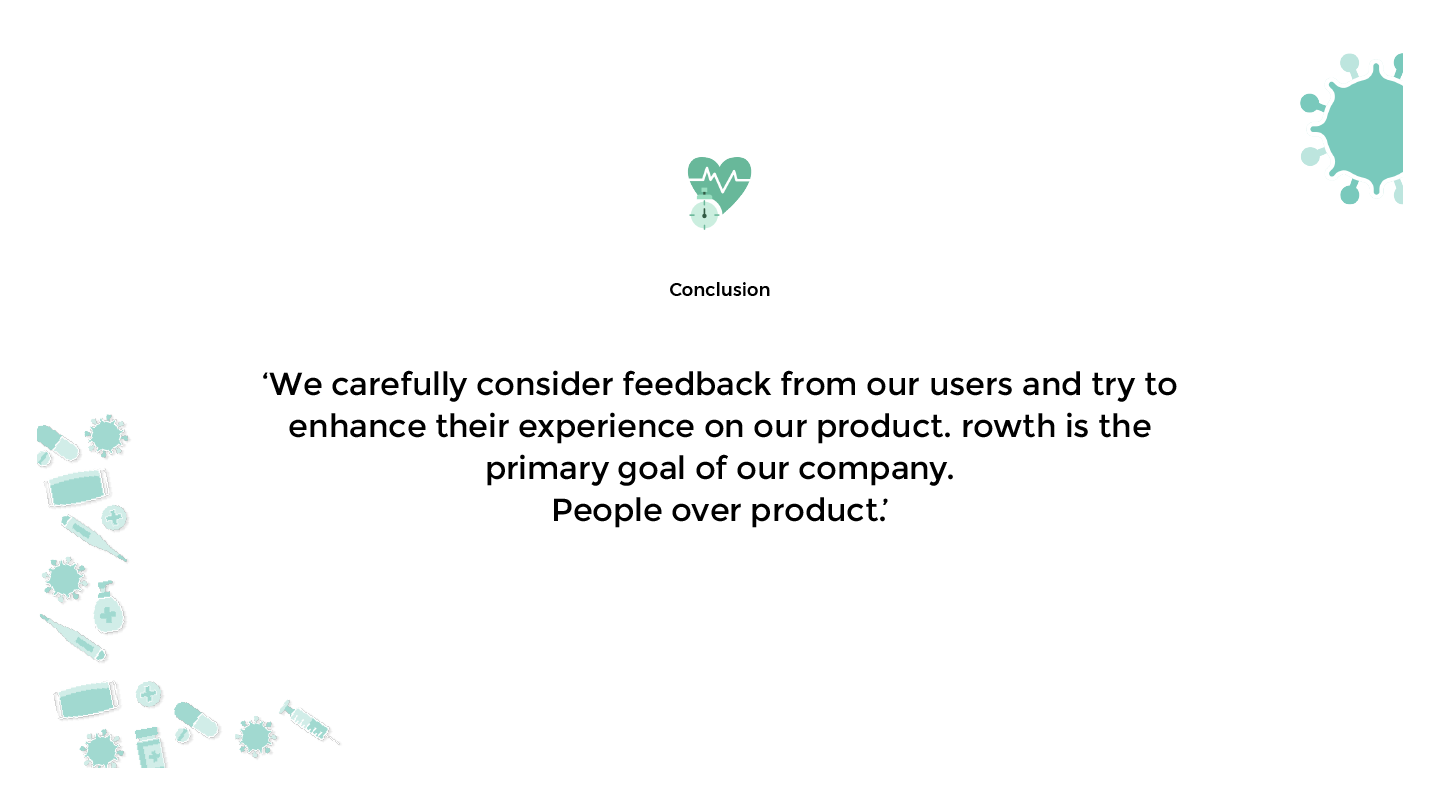 Conclusion
‘We carefully consider feedback from our users and try to
enhance their experience on our product. rowth is the
primary goal of our company.
People over product.’